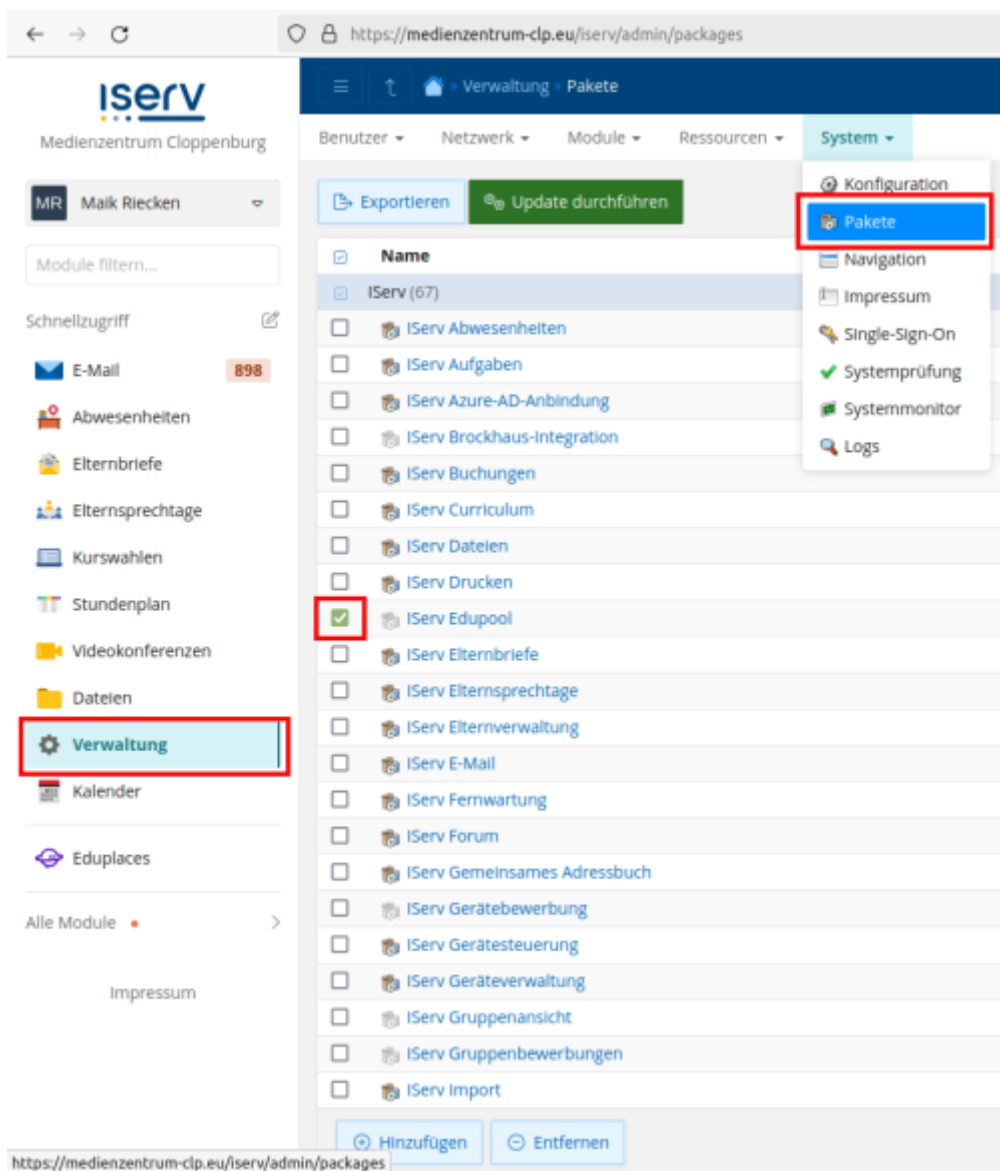 https://medienzentrum-clp.eu/iserv/admin/packages
IServ
Medienzentrum Cloppenburg
MR Maik Riecken
Module filtern...
Schnellzugriff
E-Mail 898
Abwesenheiten
Elternbriefe
Elternsprechtage
Kurswahlen
Stundenplan
Videokonferenzen
Dateien
Verwaltung
Kalender
Eduplaces
Alle Module
Impressum
Verwaltung Pakete
Benutzer Netzwerk Module Ressourcen System
Konfiguration
Pakete
Navigation
Impressum
Single-Sign-On
Systemprüfung
Systemmonitor
Logs
Exportieren Update durchführen
Name
IServ (67)
IServ Abwesenheiten
IServ Aufgaben
IServ Azure-AD-Anbindung
IServ Brockhaus-Integration
IServ Buchungen
IServ Curriculum
IServ Dateien
IServ Drucken
IServ Edupool
IServ Elternbriefe
IServ Elternsprechtage
IServ Elternverwaltung
IServ E-Mail
IServ Fernwartung
IServ Forum
IServ Gemeinsames Adressbuch
IServ Gerätebewerbung
IServ Gerätesteuerung
IServ Geräteverwaltung
IServ Gruppenansicht
IServ Gruppenbewerbungen
IServ Import
Hinzufügen Entfernen
https://medienzentrum-clp.eu/iserv/admin/packages